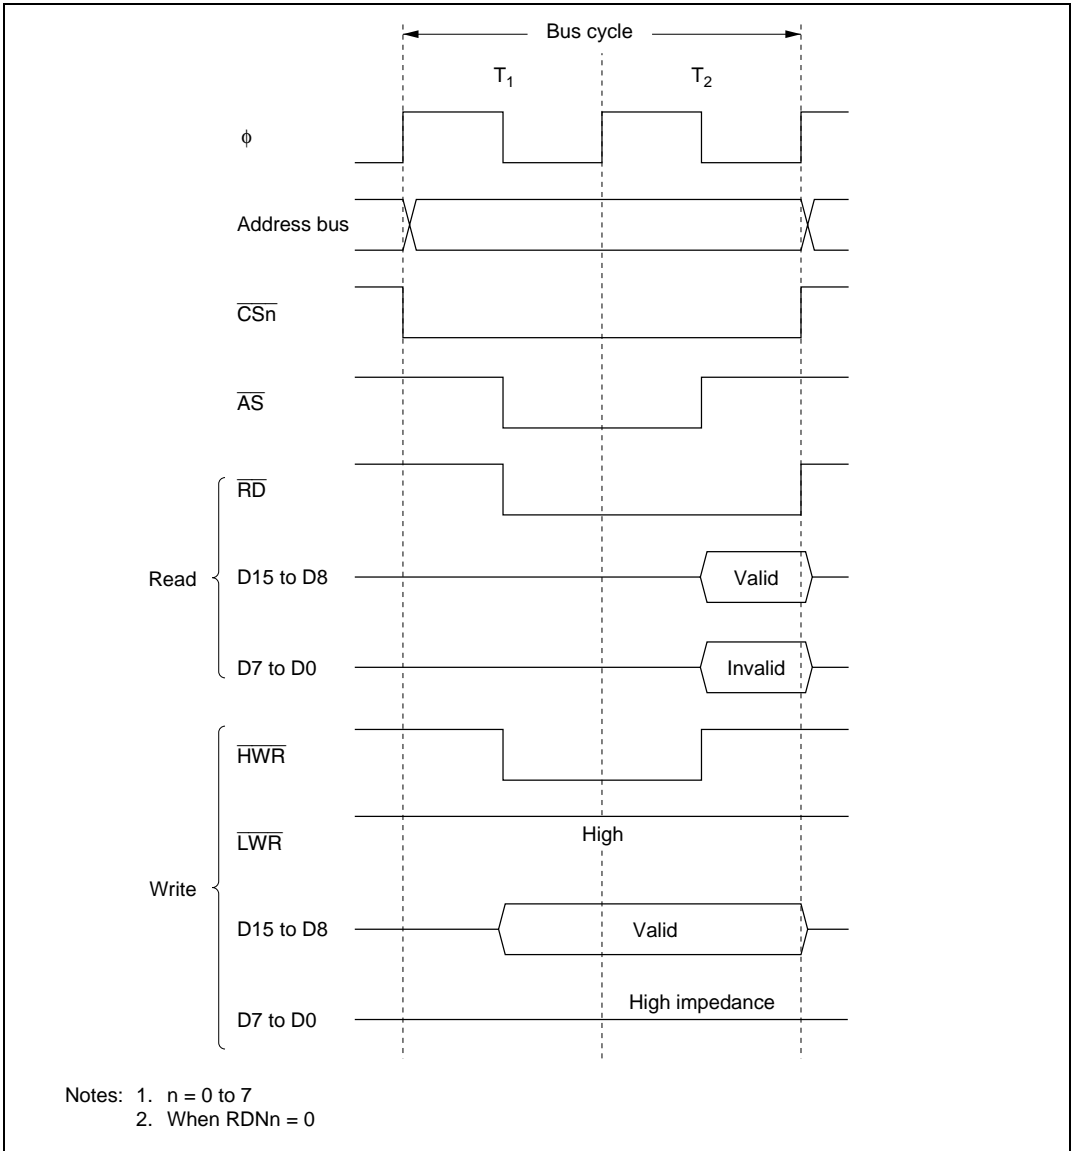 Bus cycle
T1 T2
ϕ
Address bus
CSn
AS
RD
Read D15 to D8 Valid
D7 to D0 Invalid
HWR
High
LWR
Write
D15 to D8 Valid
High impedance
D7 to D0
Notes: 1. n = 0 to 7
2. When RDNn = 0